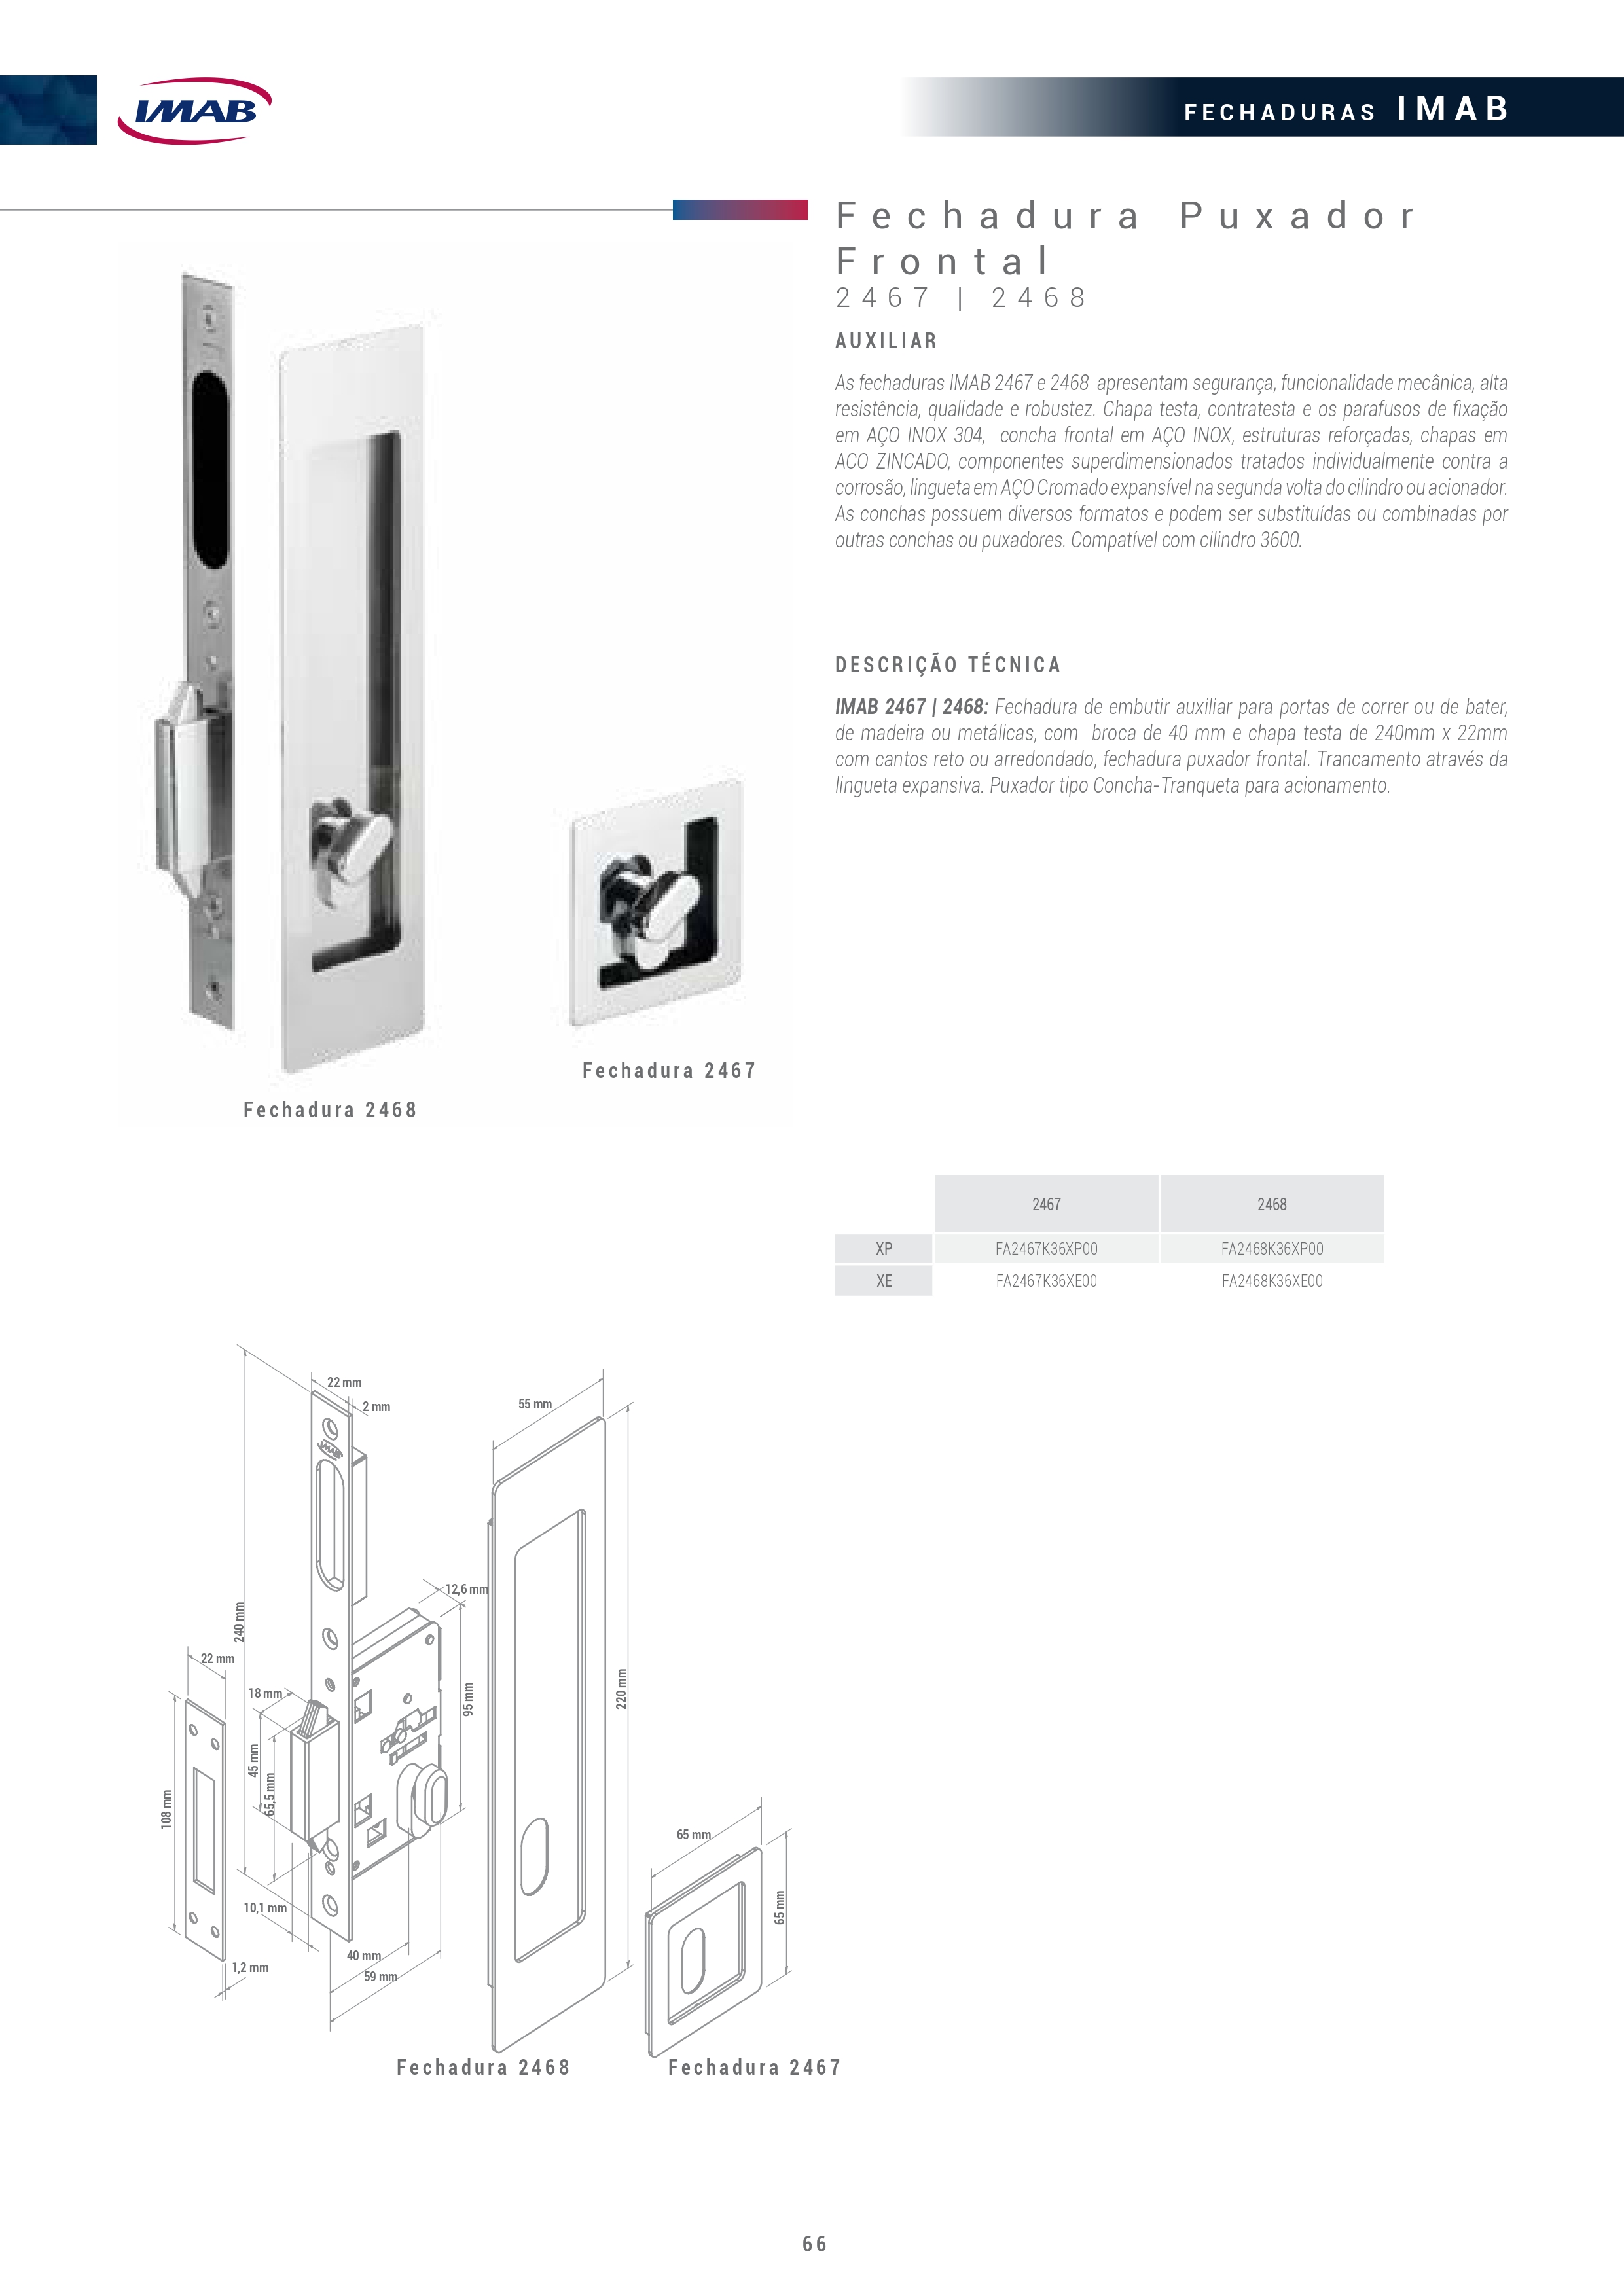 IMAB
FECHADURAS IMAB
Fechadura Puxador
Frontal
2467 | 2468
AUXILIAR
As fechaduras IMAB 2467 e 2468 apresentam segurança, funcionalidade mecânica, alta
resistência, qualidade e robustez. Chapa testa, contratesta e os parafusos de fixação
em AÇO INOX 304, concha frontal em AÇO INOX, estruturas reforçadas, chapas em
ACO ZINCADO, componentes superdimensionados tratados individualmente contra a
corrosão, lingueta em AÇO Cromado expansível na segunda volta do cilindro ou acionador.
As conchas possuem diversos formatos e podem ser substituídas ou combinadas por
outras conchas ou puxadores. Compatível com cilindro 3600.
DESCRIÇÃO TÉCNICA
IMAB 2467 | 2468: Fechadura de embutir auxiliar para portas de correr ou de bater,
de madeira ou metálicas, com broca de 40 mm e chapa testa de 240mm x 22mm
com cantos reto ou arredondado, fechadura puxador frontal. Trancamento através da
lingueta expansiva. Puxador tipo Concha-Tranqueta para acionamento.
Fechadura 2467
Fechadura 2468
2467 2468
XP FA2467K36XP00 FA2468K36XP00
XE FA2467K36XE00 FA2468K36XE00
22 mm
2 mm
55 mm
IMAB
12,6 mm
240 mm
22 mm
18 mm
95 mm
220 mm
45 mm
65,5 mm
108 mm
65 mm
65 mm
10,1 mm
40 mm
1,2 mm
59 mm
Fechadura 2468
Fechadura 2467
66